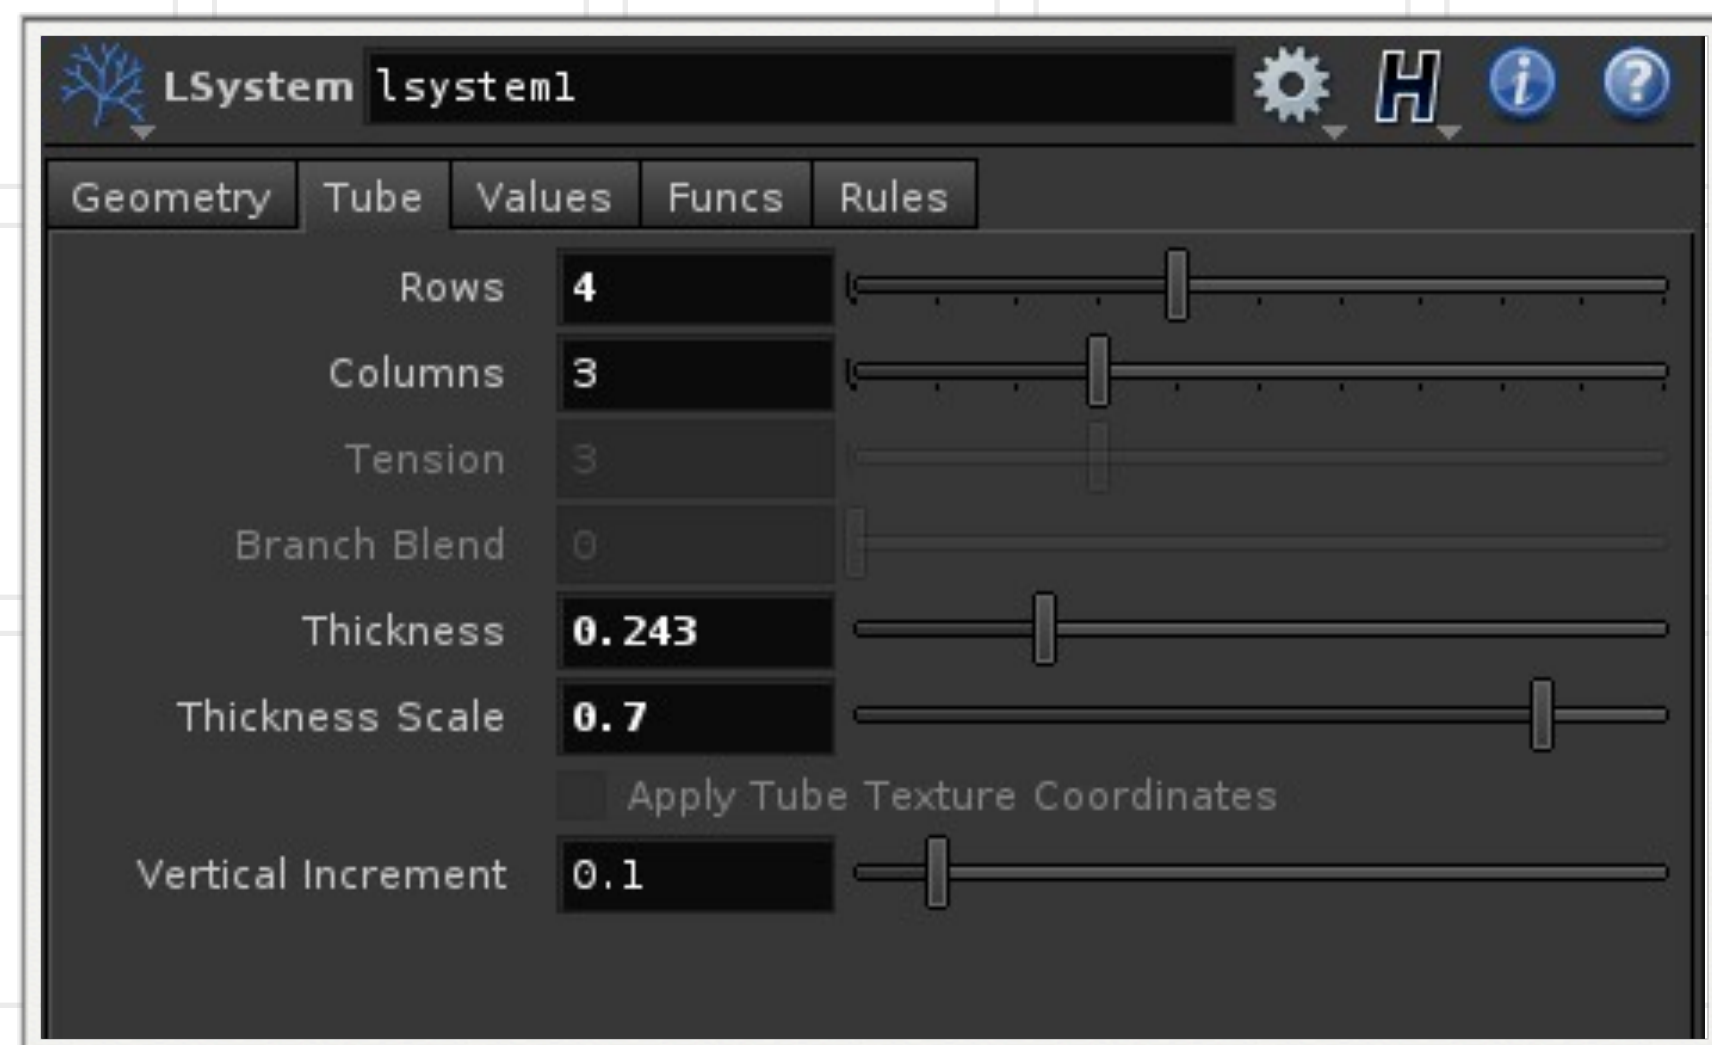 LSystem lsystem1
Geometry Tube Values Funcs Rules
Rows 4
Columns 3
Tension 3
Branch Blend 0
Thickness 0.243
Thickness Scale 0.7
Apply Tube Texture Coordinates
Vertical Increment 0.1